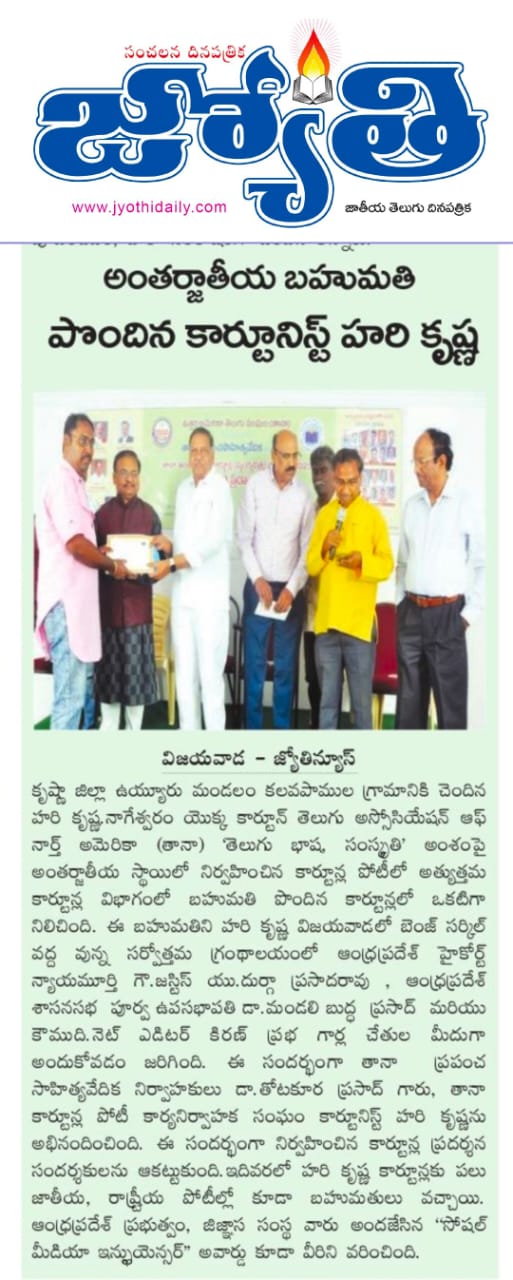 సంచలన దినపత్రిక
జ్యోతి
www.jyothidaily.com
జాతీయ తెలుగు దినపత్రిక
అంతర్జాతీయ బహుమతి
పొందిన కార్టూనిస్ట్ హరి కృష్ణ
విజయవాడ - జ్యోతిన్యూస్
కృష్ణా జిల్లా ఉయ్యూరు మండలం కలవపాముల గ్రామానికి చెందిన
హరి కృష్ణ.నాగేశ్వరం యొక్క కార్టూన్ తెలుగు అస్సోసియేషన్ ఆఫ్
నార్త్ అమెరికా (తానా) 'తెలుగు భాష, సంస్కృతి' అంశంపై
అంతర్జాతీయ స్థాయిలో నిర్వహించిన కార్టూన్ల పోటీలో అత్యుత్తమ
కార్టూన్ల విభాగంలో బహుమతి పొందిన కార్టూన్లలో ఒకటిగా
నిలిచింది. ఈ బహుమతిని హరి కృష్ణ విజయవాడలో బెంజ్ సర్కిల్
వద్ద వున్న సర్వోత్తమ గ్రంథాలయంలో ఆంధ్రప్రదేశ్ హైకోర్ట్
న్యాయమూర్తి గౌ.జస్టిస్ యు.దుర్గా ప్రసాదరావు , ఆంధ్రప్రదేశ్
శాసనసభ పూర్వ ఉపసభాపతి డా.మండలి బుద్ధ ప్రసాద్ మరియు
కౌముది.నెట్ ఎడిటర్ కిరణ్ ప్రభ గార్ల చేతుల మీదుగా
అందుకోవడం జరిగింది. ఈ సందర్భంగా తానా ప్రపంచ
సాహిత్యవేదిక నిర్వాహకులు డా.తోటకూర ప్రసాద్ గారు, తానా
కార్టూన్ల పోటీ కార్యనిర్వాహక సంఘం కార్టూనిస్ట్ హరి కృష్ణను
అభినందించింది. ఈ సందర్భంగా నిర్వహించిన కార్టూన్ల ప్రదర్శన
సందర్శకులను ఆకట్టుకుంది.ఇదివరలో హరి కృష్ణ కార్టూన్లకు పలు
జాతీయ, రాష్ట్రీయ పోటీల్లో కూడా బహుమతులు వచ్చాయి.
ఆంధ్రప్రదేశ్ ప్రభుత్వం, జిజ్ఞాస సంస్థ వారు అందజేసిన "సోషల్
మీడియా ఇన్ఫ్లుయెన్సర్" అవార్డు కూడా వీరిని వరించింది.